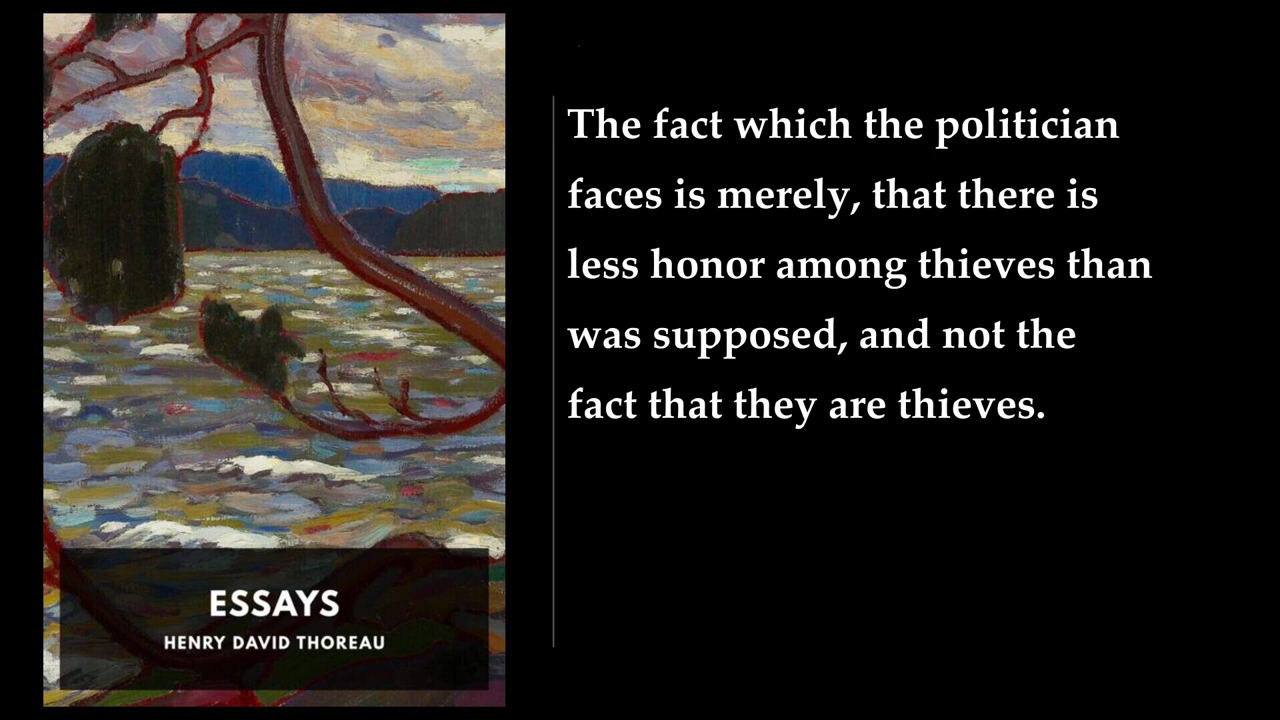 The fact which the politician
faces is merely, that there is
less honor among thieves than
was supposed, and not the
fact that they are thieves.
ESSAYS
HENRY DAVID THOREAU